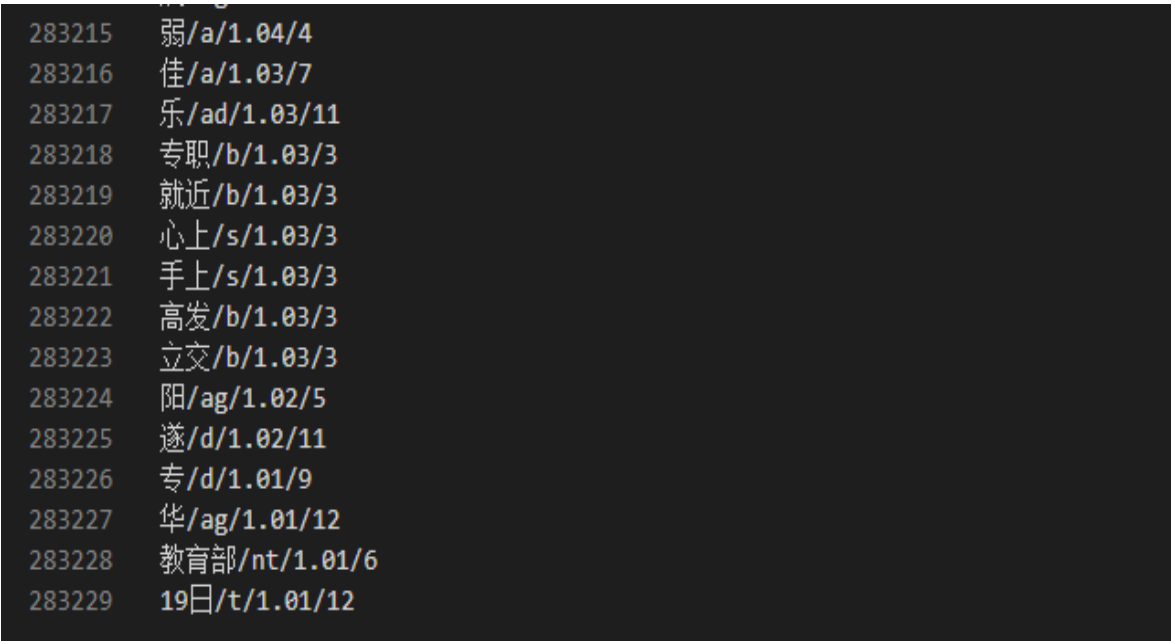 283215 弱/a/1.04/4
283216 佳/a/1.03/7
283217 乐/ad/1.03/11
283218 专职/b/1.03/3
283219 就近/b/1.03/3
283220 心上/s/1.03/3
283221 手上/s/1.03/3
283222 高发/b/1.03/3
283223 立交/b/1.03/3
283224 阳/ag/1.02/5
283225 遂/d/1.02/11
283226 专/d/1.01/9
283227 华/ag/1.01/12
283228 教育部/nt/1.01/6
283229 19日/t/1.01/12